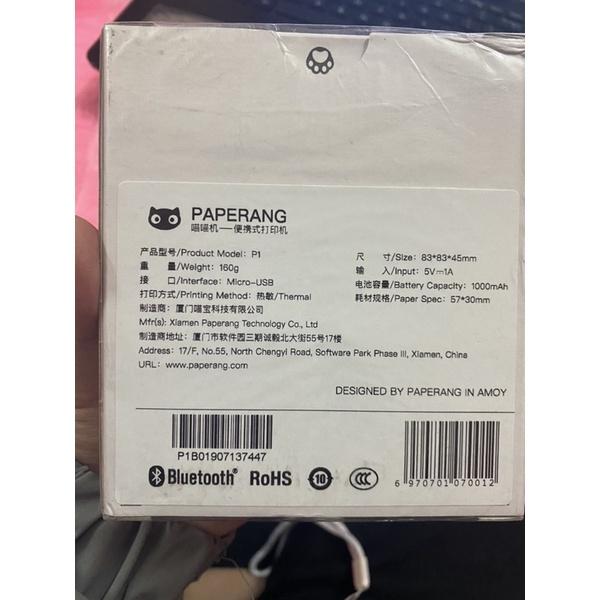 PAPERANG
喵喵机—便携式打印机
产品型号/Product Model: P1
重 量/Weight: 160g
接 口/Interface: Micro-USB
打印方式/Printing Method: 热敏/Thermal
制造商: 厦门喵宝科技有限公司
Mfr(s): Xiamen Paperang Technology Co., Ltd
制造商地址: 厦门市软件园三期诚毅北大街55号17楼
Address: 17/F, No.55, North Chengyi Road, Software Park Phase III, Xiamen, China
URL: www.paperang.com
尺 寸/Size: 83*83*45mm
输 入/Input: 5V⎓1A
电池容量/Battery Capacity: 1000mAh
耗材规格/Paper Spec: 57*30mm
DESIGNED BY PAPERANG IN AMOY
P1B01907137447
Bluetooth® RoHS 10 CCC
6 970701 070012